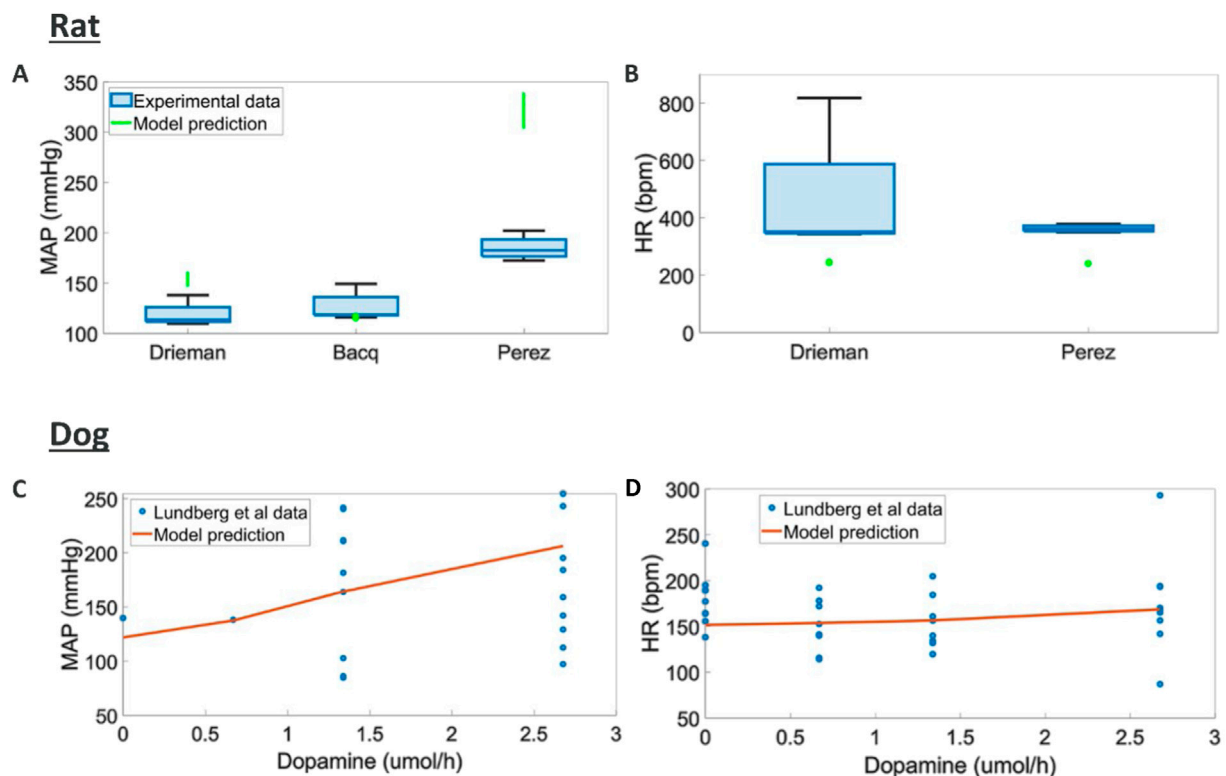 Rat
A
B
MAP (mmHg)
350
300
250
200
150
100
Experimental data
Model prediction
Drieman
Bacq
Perez
HR (bpm)
800
600
400
200
0
Drieman
Perez
Dog
C
D
MAP (mmHg)
250
200
150
100
50
Lundberg et al data
Model prediction
0
0.5
1
1.5
2
2.5
3
Dopamine (umol/h)
HR (bpm)
300
250
200
150
100
50
Lundberg et al data
Model prediction
0
0.5
1
1.5
2
2.5
3
Dopamine (umol/h)